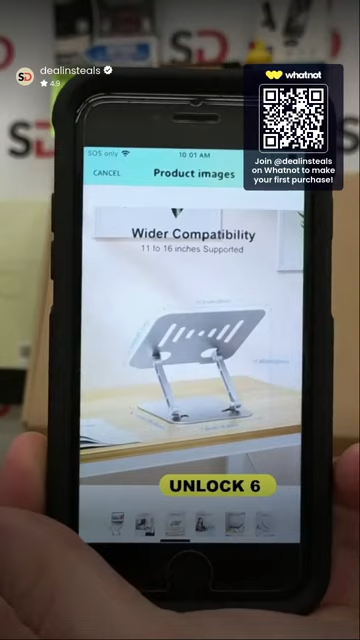 dealinsteals
4.9
SD
whatnot
Join @dealinsteals
on Whatnot to make
your first purchase!
SOS only
10:01 AM
CANCEL
Product images
Wider Compatibility
11 to 16 inches Supported
UNLOCK 6